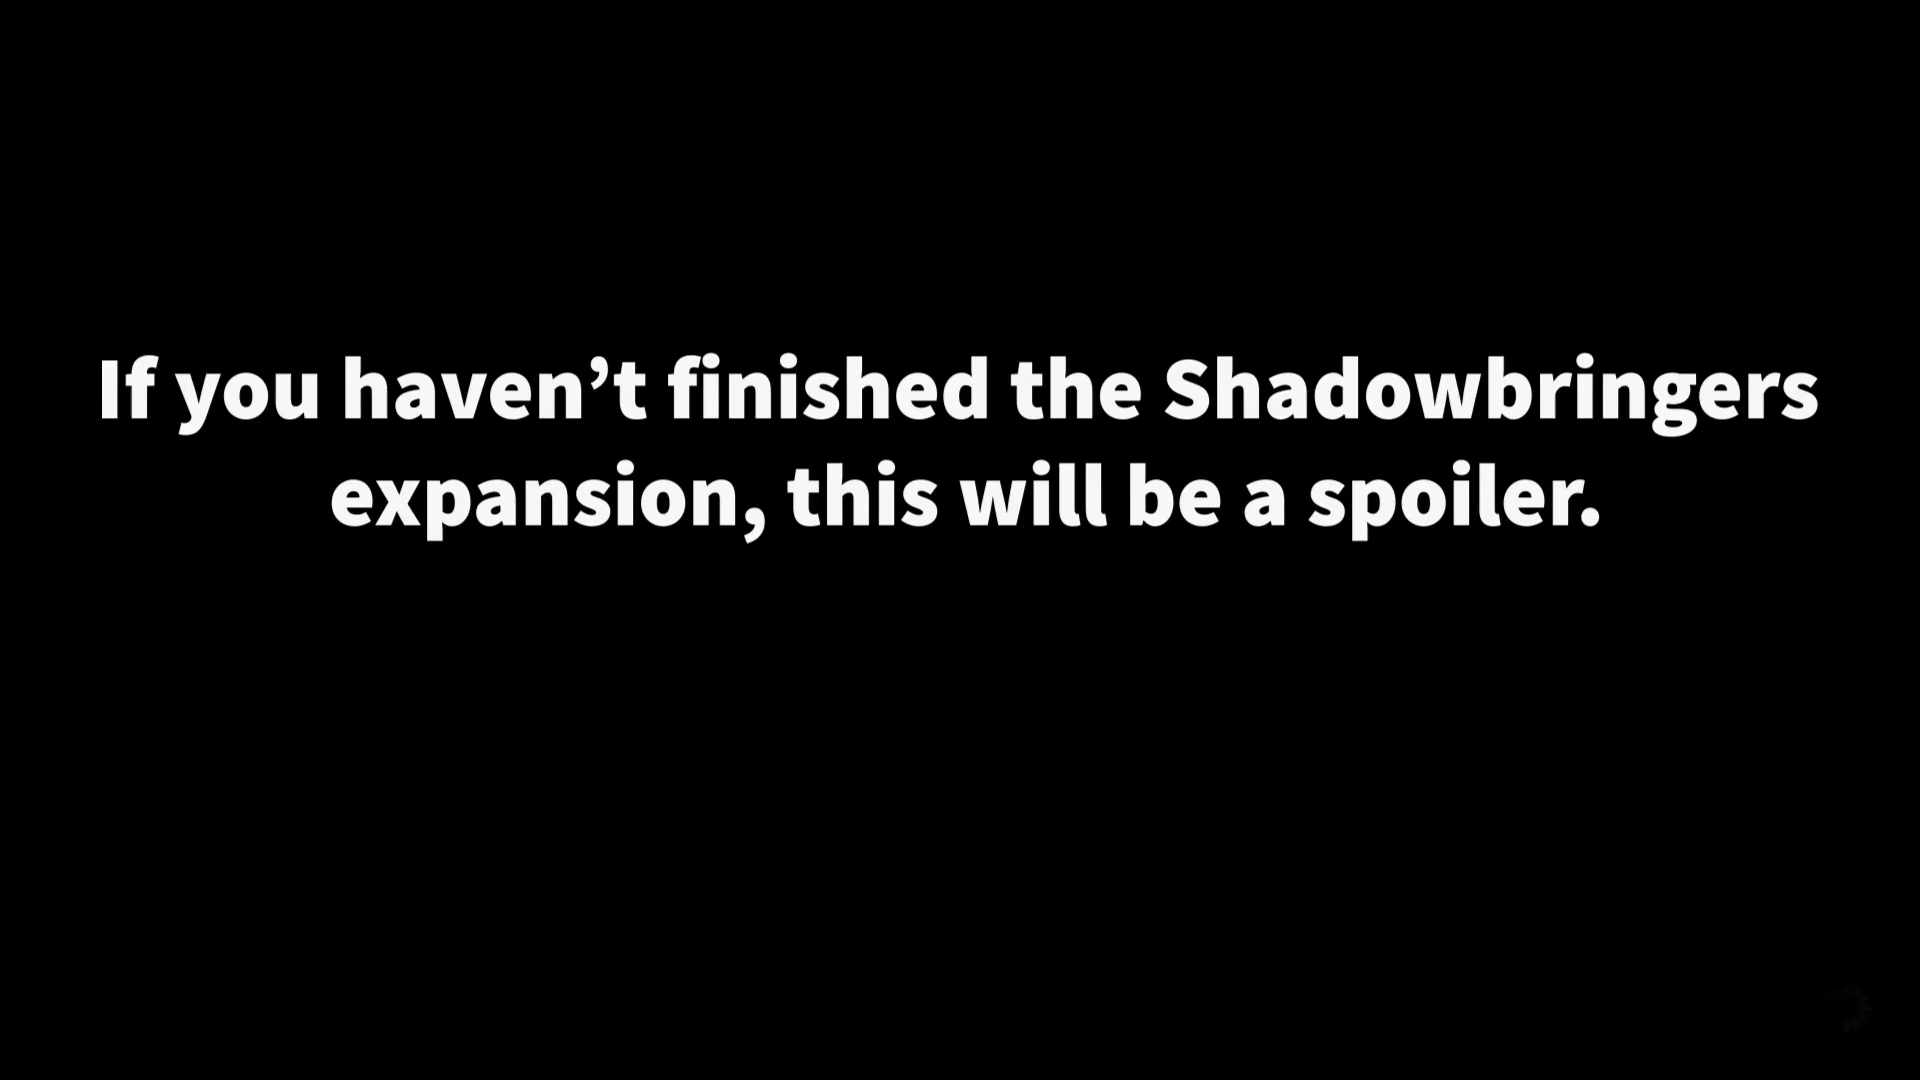 If you haven’t finished the Shadowbringers
expansion, this will be a spoiler.